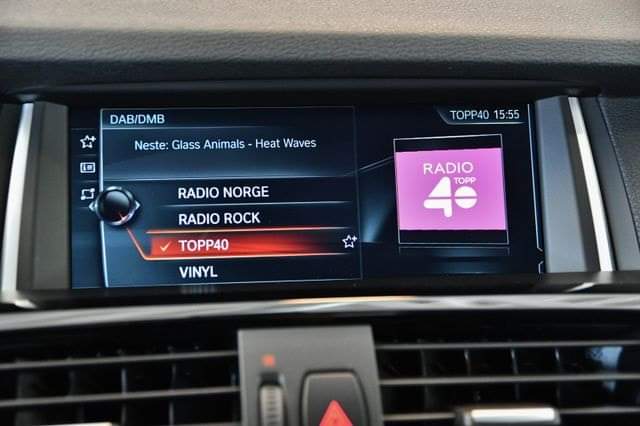 DAB/DMB
TOPP40 15:55
Neste: Glass Animals - Heat Waves
RADIO NORGE
RADIO ROCK
TOPP40
VINYL
RADIO
TOPP
40